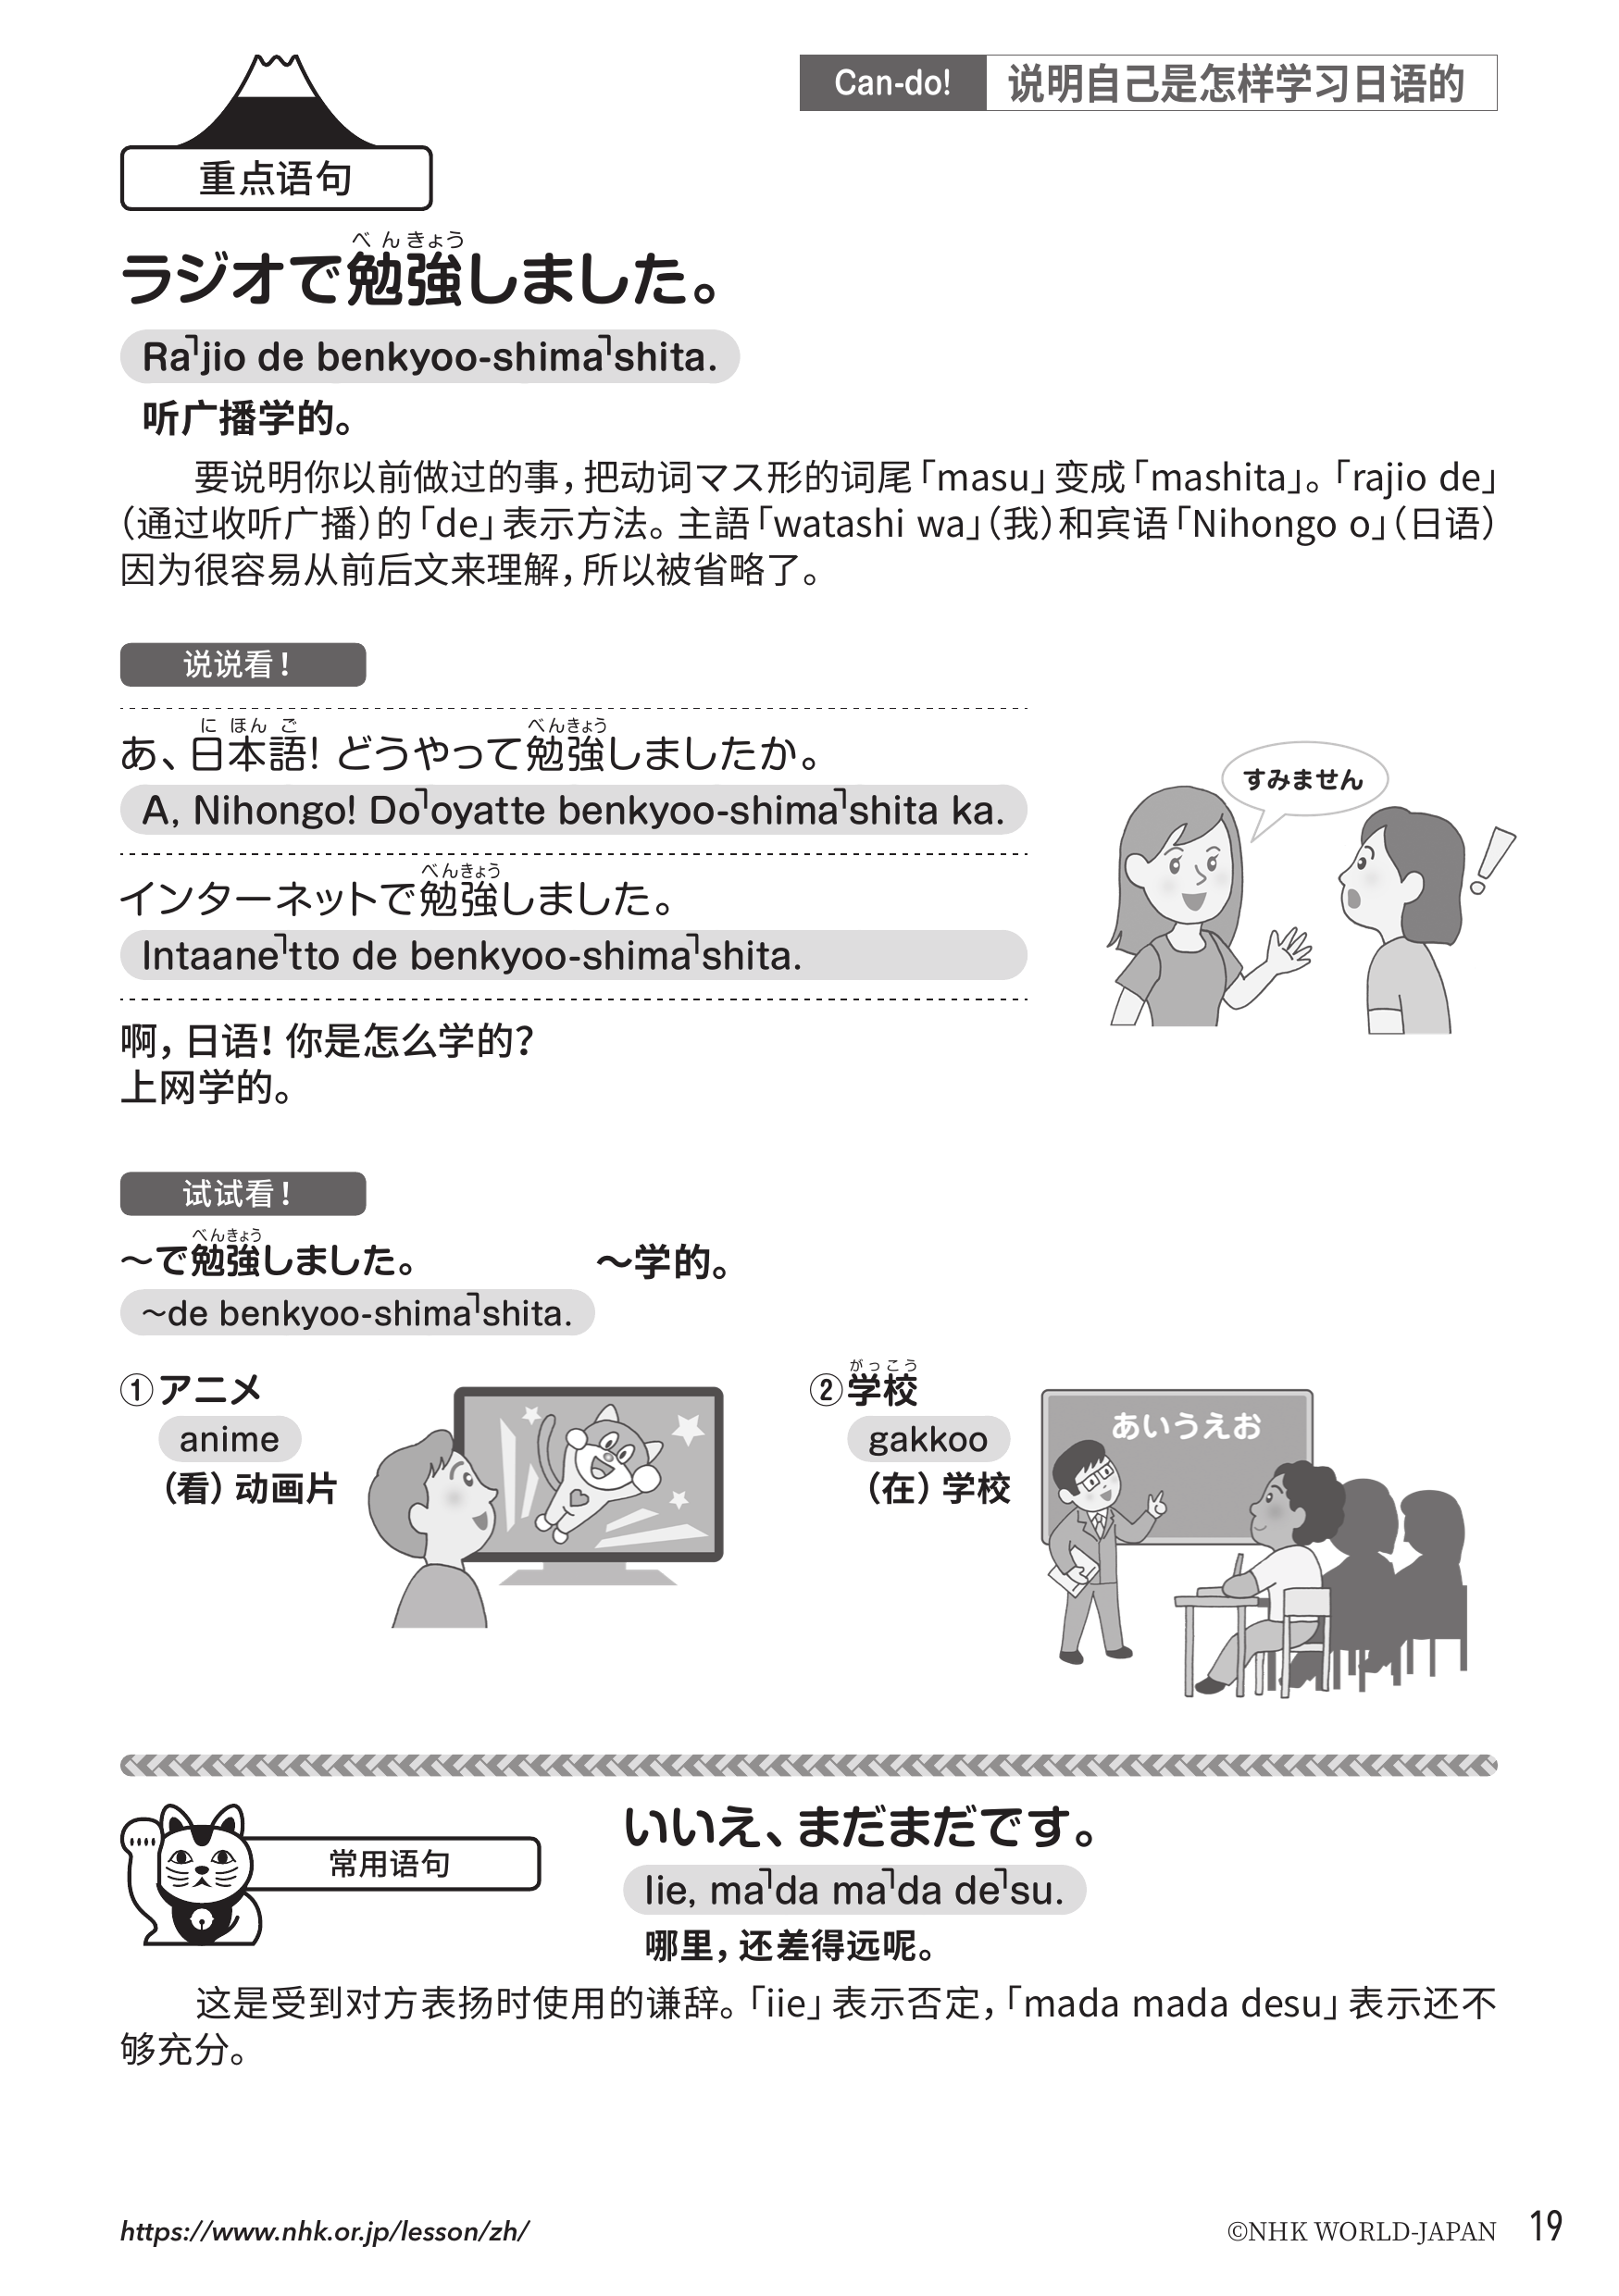 Can-do! 说明自己是怎样学习日语的
重点语句
べんきょう
ラジオで勉強しました。
Ra˥jio de benkyoo-shima˥shita.
听广播学的。
要说明你以前做过的事，把动词マス形的词尾「masu」变成「mashita」。「rajio de」
（通过收听广播）的「de」表示方法。主語「watashi wa」（我）和宾语「Nihongo o」（日语）
因为很容易从前后文来理解，所以被省略了。
说说看！
に ほん ご べんきょう
あ、日本語！どうやって勉強しましたか。
A, Nihongo! Do˥oyatte benkyoo-shima˥shita ka.
べんきょう
インターネットで勉強しました。
Intaane˥tto de benkyoo-shima˥shita.
啊，日语！你是怎么学的？
上网学的。
すみません
试试看！
べんきょう
～で勉強しました。 ～学的。
～de benkyoo-shima˥shita.
①アニメ
anime
（看）动画片
がっこう
②学校
gakkoo
（在）学校
あいうえお
常用语句
いいえ、まだまだです。
Iie, ma˥da ma˥da de˥su.
哪里，还差得远呢。
这是受到对方表扬时使用的谦辞。「iie」表示否定，「mada mada desu」表示还不
够充分。
https://www.nhk.or.jp/lesson/zh/
©NHK WORLD-JAPAN 19